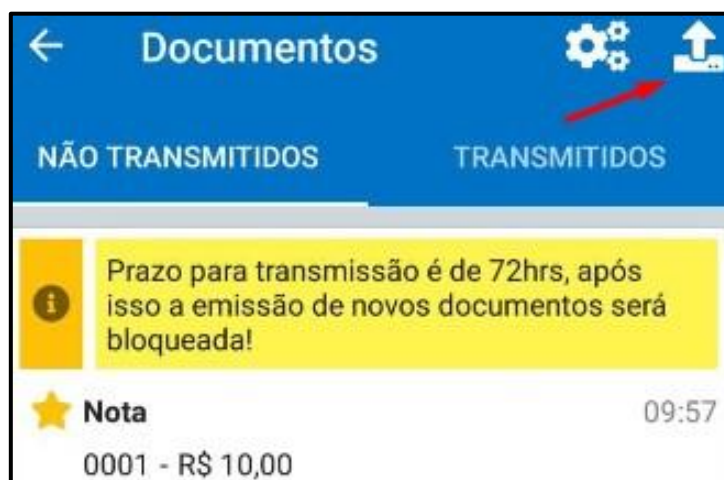 Documentos
NÃO TRANSMITIDOS
TRANSMITIDOS
Prazo para transmissão é de 72hrs, após
isso a emissão de novos documentos será
bloqueada!
Nota
09:57
0001 - R$ 10,00